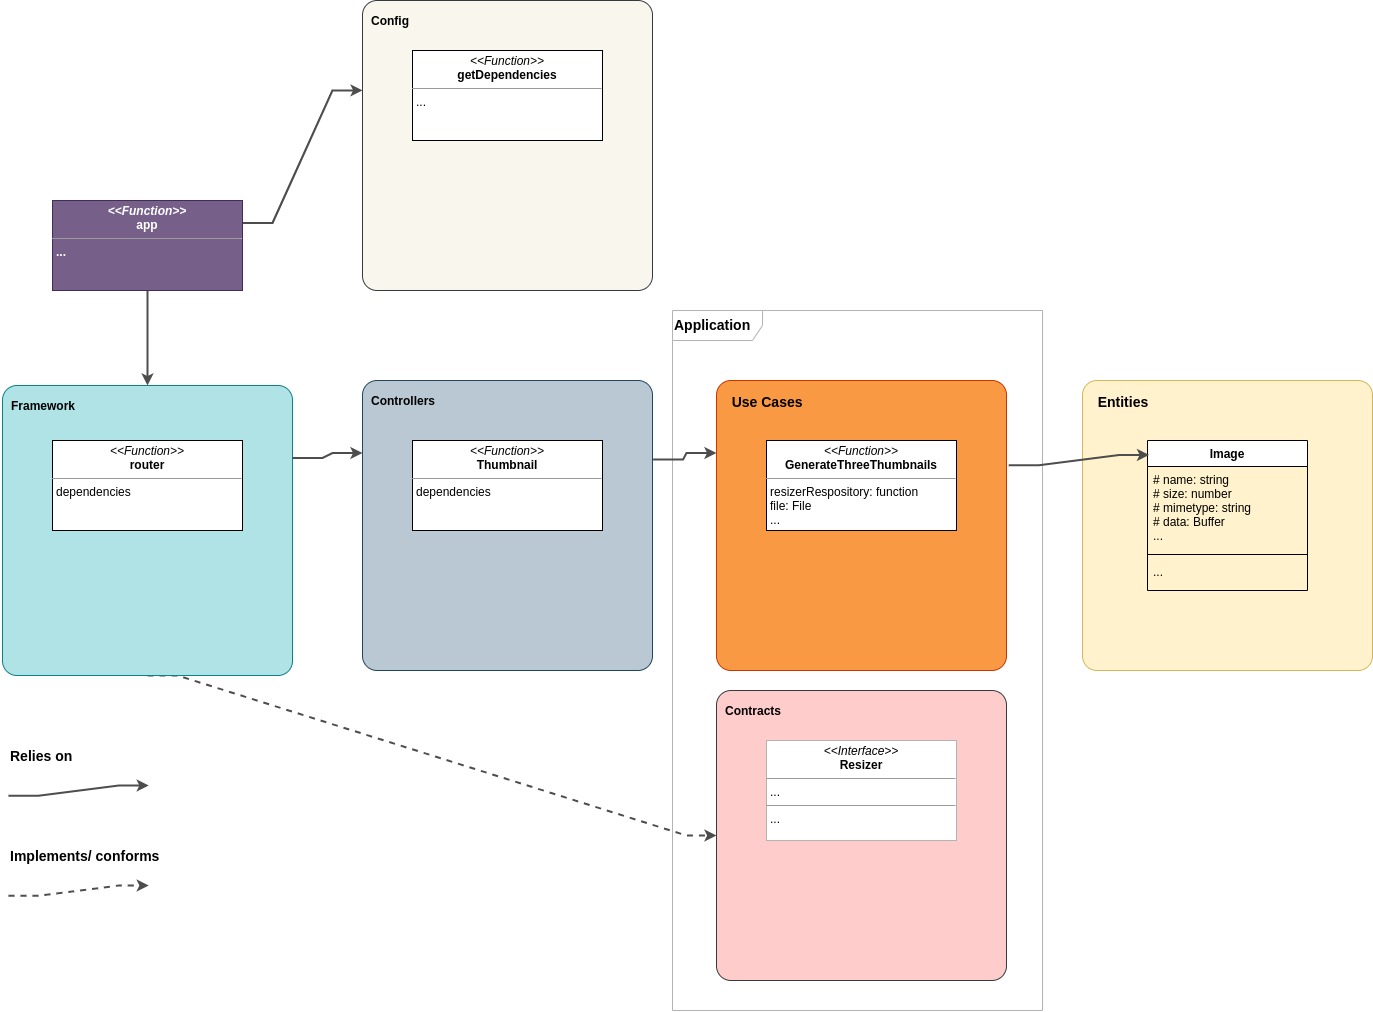 Config
<<Function>>
getDependencies
...
<<Function>>
app
...
Application
Framework
<<Function>>
router
dependencies
Controllers
<<Function>>
Thumbnail
dependencies
Use Cases
<<Function>>
GenerateThreeThumbnails
resizerRespository: function
file: File
...
Entities
Image
# name: string
# size: number
# mimetype: string
# data: Buffer
...
...
Contracts
<<Interface>>
Resizer
...
...
Relies on
Implements/ conforms